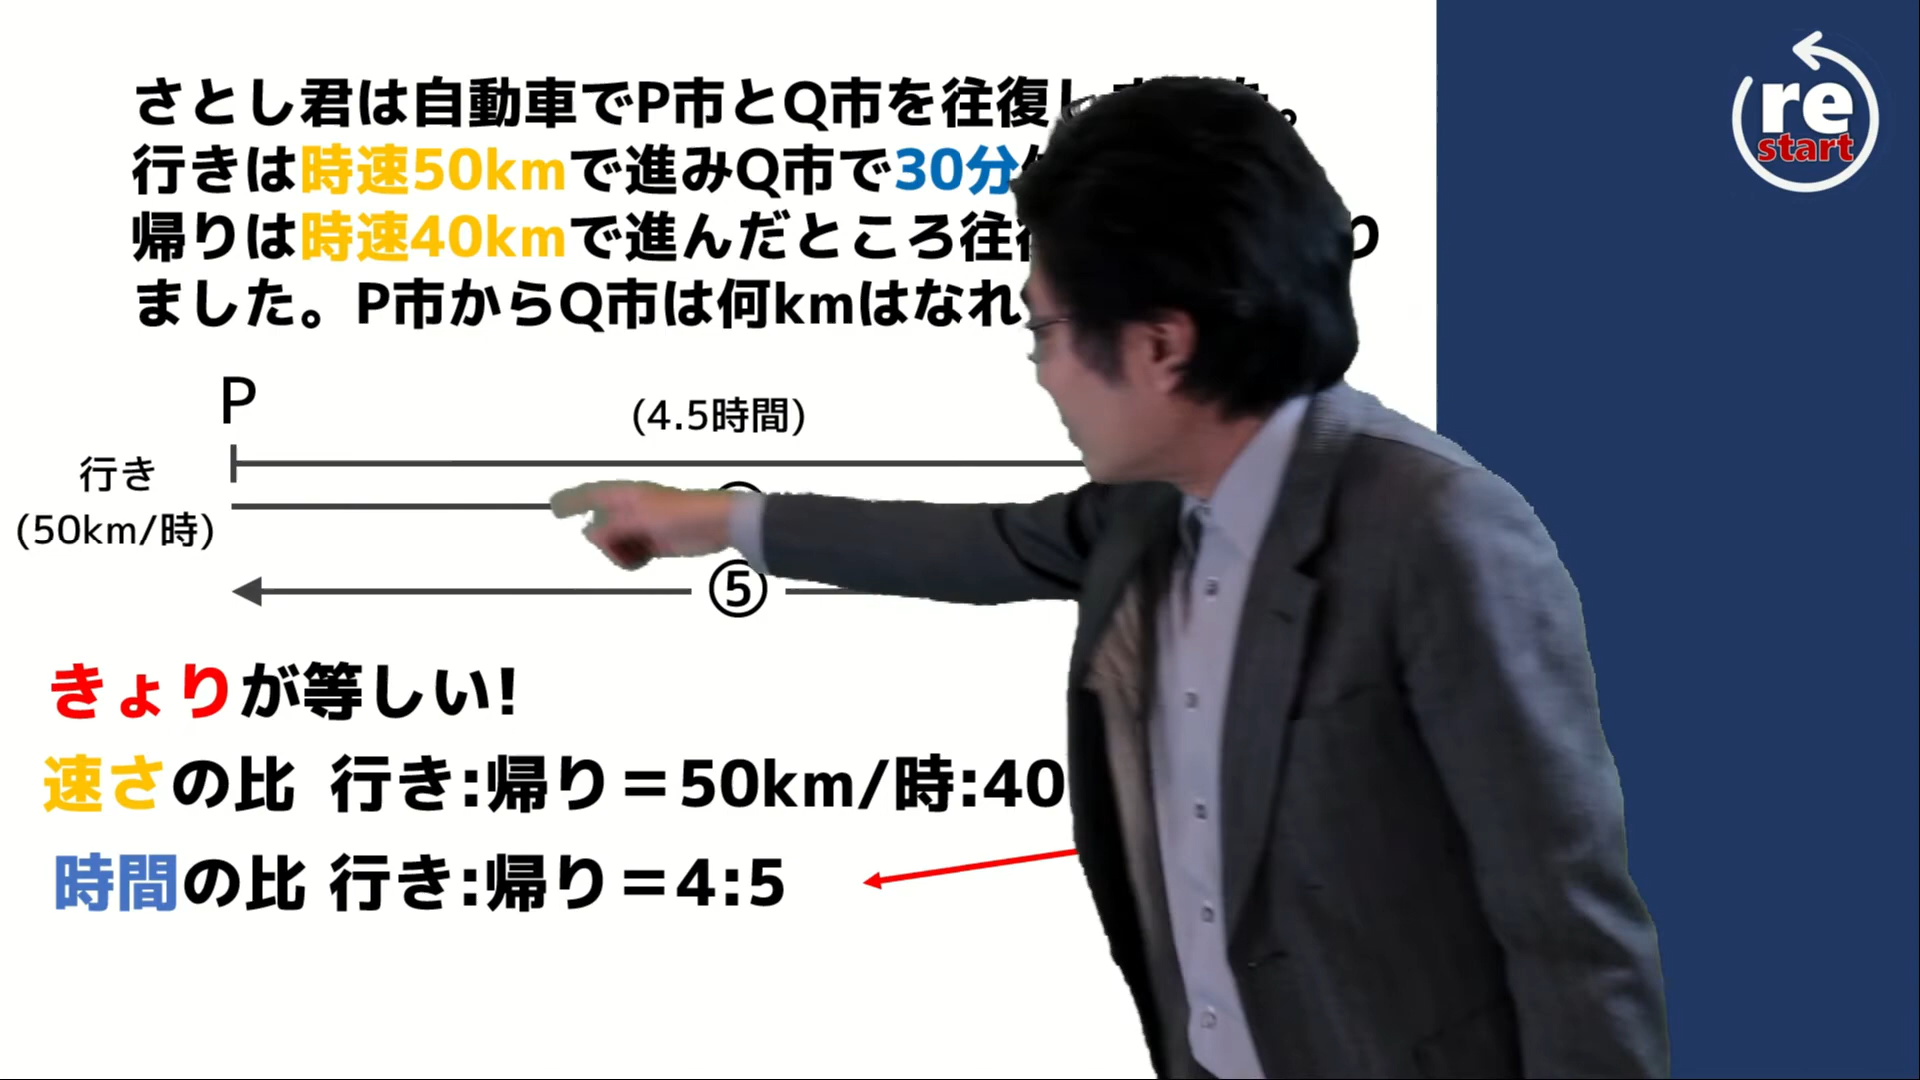 さとし君は自動車でP市とQ市を往復し
行きは時速50kmで進みQ市で30分
帰りは時速40kmで進んだところ往 り
ました。P市からQ市は何kmはなれ
P
(4.5時間)
行き
(50km/時)
⑤
きょりが等しい!
速さの比 行き:帰り=50km/時:40
時間の比 行き:帰り=4:5
re
start